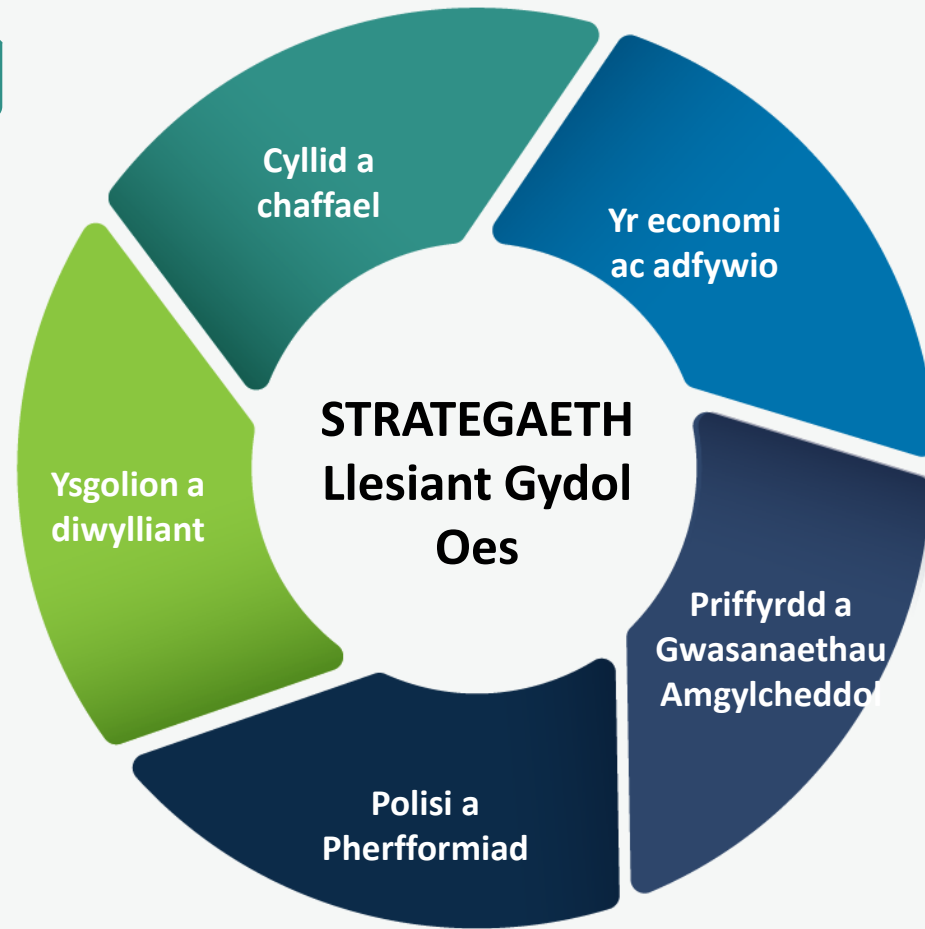 Cyllid a
chaffael
Yr economi
ac adfywio
STRATEGAETH
Llesiant Gydol
Oes
Ysgolion a
diwylliant
Priffyrdd a
Gwasanaethau
Amgylcheddol
Polisi a
Pherfformiad